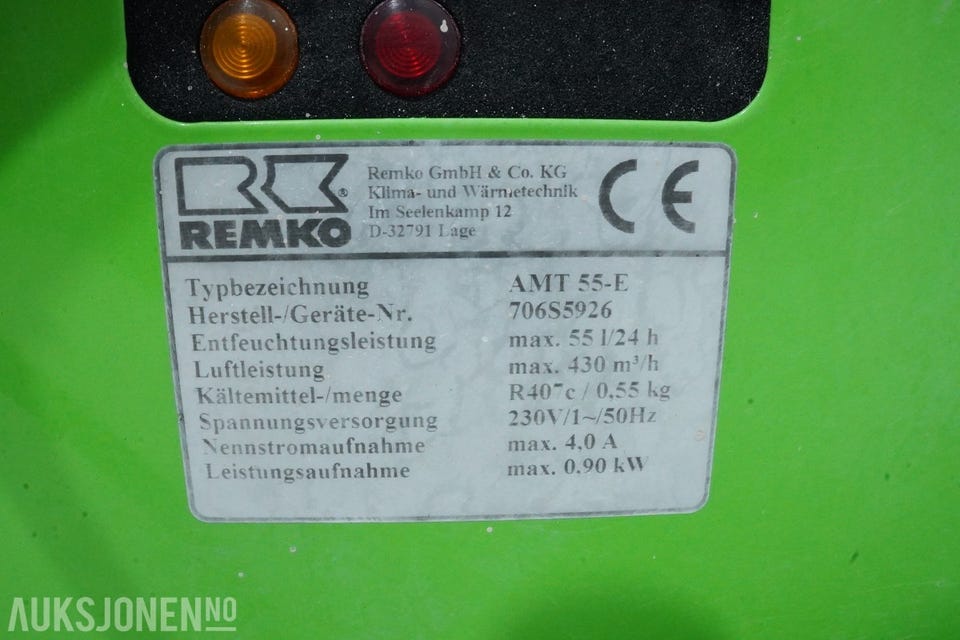 REMKO ®
Remko GmbH & Co. KG
Klima- und Wärmetechnik
Im Seelenkamp 12
D-32791 Lage
CE
Typbezeichnung AMT 55-E
Herstell-/Geräte-Nr. 706S5926
Entfeuchtungsleistung max. 55 l/24 h
Luftleistung max. 430 m³/h
Kältemittel-/menge R407c / 0,55 kg
Spannungsversorgung 230V/1~/50Hz
Nennstromaufnahme max. 4,0 A
Leistungsaufnahme max. 0.90 kW
AUKSJONEN.NO